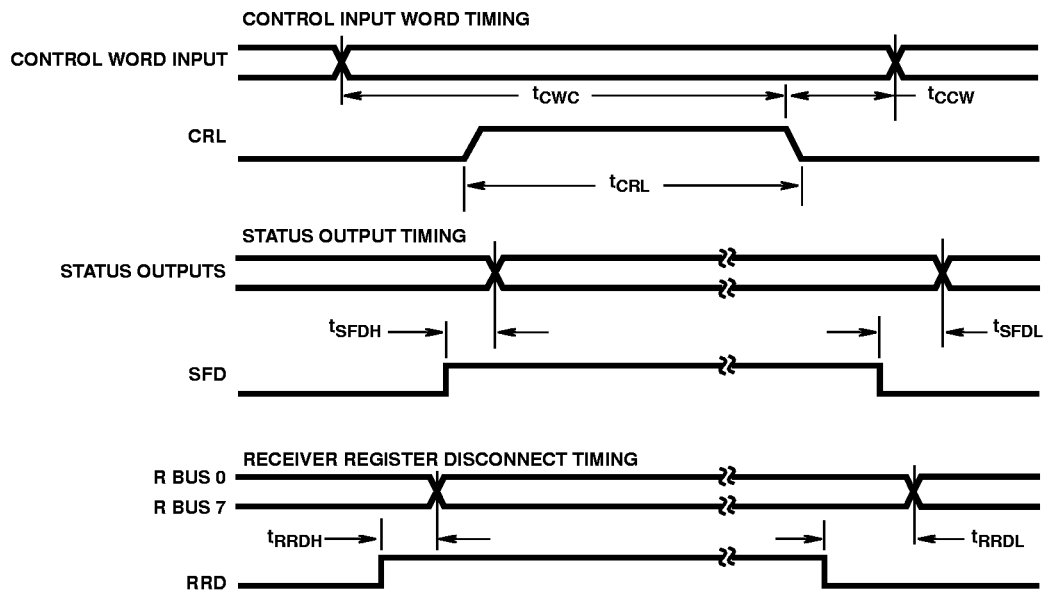 CONTROL INPUT WORD TIMING
CONTROL WORD INPUT
tCWC
tCCW
CRL
tCRL
STATUS OUTPUT TIMING
STATUS OUTPUTS
tSFDH
tSFDL
SFD
RECEIVER REGISTER DISCONNECT TIMING
R BUS 0
R BUS 7
tRRDH
tRRDL
RRD